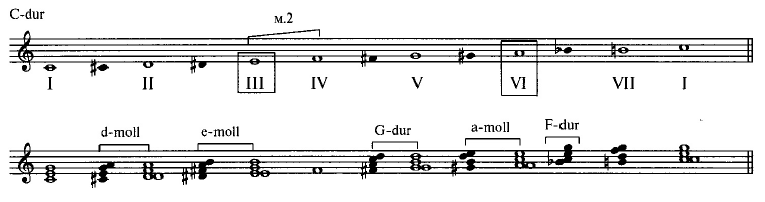 C-dur
м.2
I II III IV V VI VII I
d-moll e-moll G-dur a-moll F-dur